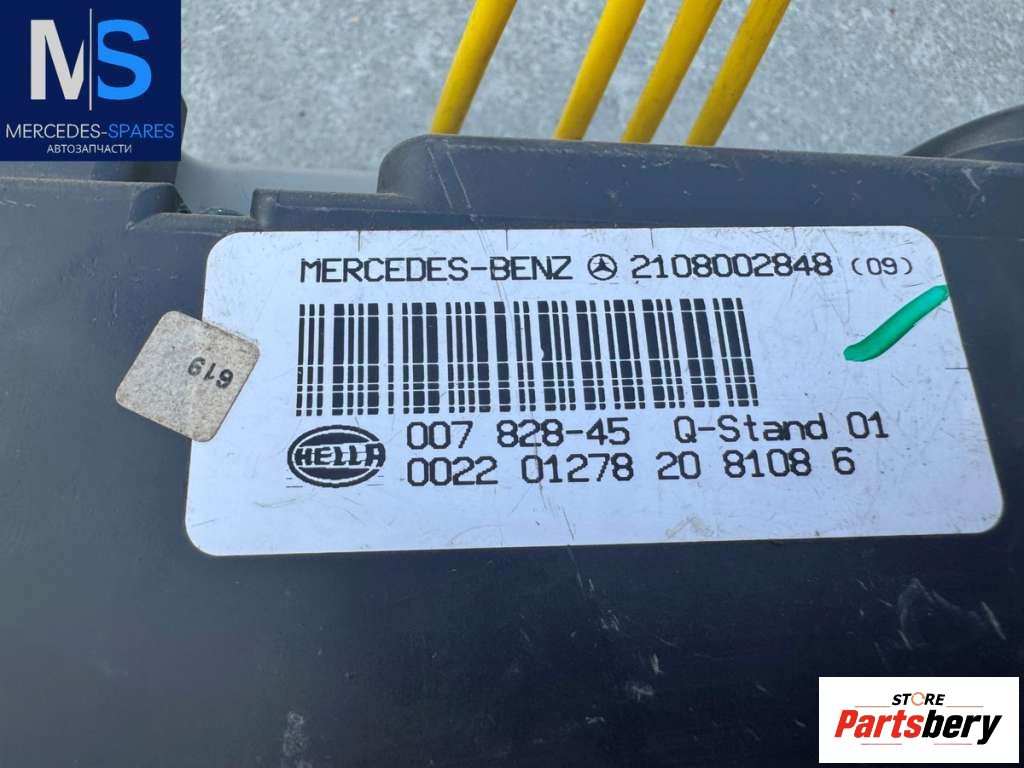 MS
MERCEDES-SPARES
АВТОЗАПЧАСТИ
MERCEDES-BENZ 2108002848 (09)
619
HELLA
007 828-45 Q-Stand 01
0022 01278 20 8108 6
STORE
Partsbery